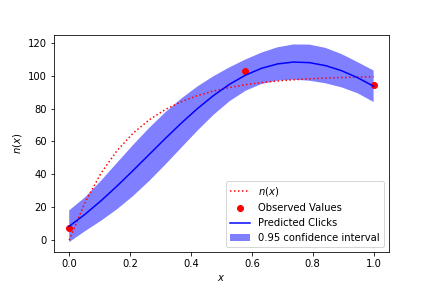 120
100
80
60
40
20
0
n(x)
n(x)
Observed Values
Predicted Clicks
0.95 confidence interval
0.0 0.2 0.4 0.6 0.8 1.0
x